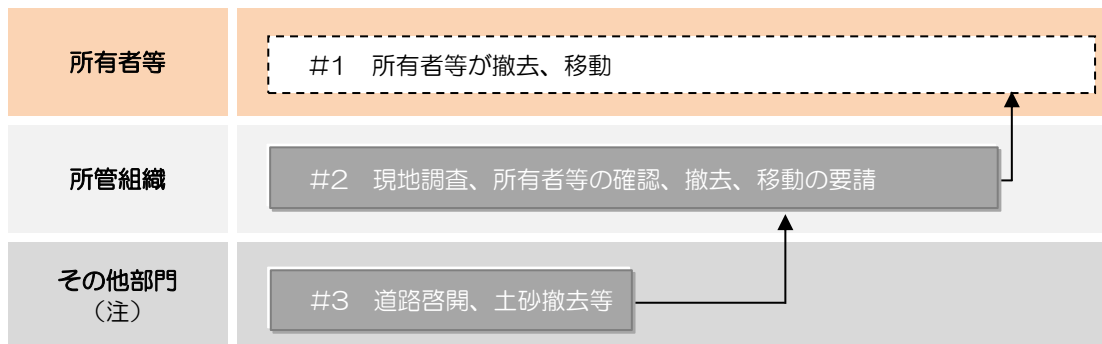 所有者等
#1 所有者等が撤去、移動
所管組織
#2 現地調査、所有者等の確認、撤去、移動の要請
その他部門
（注）
#3 道路啓開、土砂撤去等